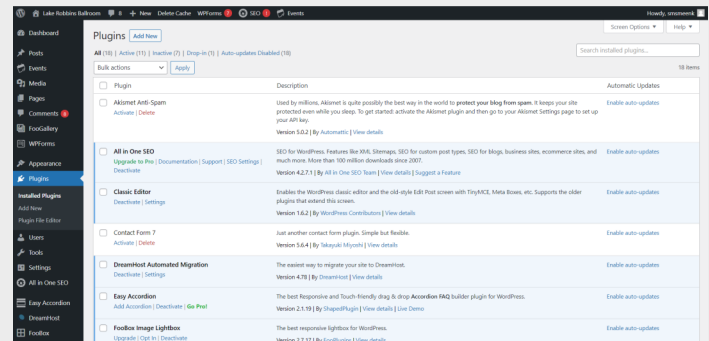 Lake Robbins Ballroom 8 + New Delete Cache WPForms 2 SEO 1 Events Howdy, smsmeenk
Screen Options ▼ Help ▼
Dashboard
Posts
Events
Media
Pages
Comments 8
FooGallery
WPForms
Appearance
Plugins
Installed Plugins
Add New
Plugin File Editor
Users
Tools
Settings
All in One SEO
Easy Accordion
DreamHost
FooBox
Plugins Add New
All (18) | Active (11) | Inactive (7) | Drop-in (1) | Auto-updates Disabled (18)
Search installed plugins...
Bulk actions Apply 18 items
Plugin Description Automatic Updates
Akismet Anti-Spam
Activate | Delete
Used by millions, Akismet is quite possibly the best way in the world to protect your blog from spam. It keeps your site
protected even while you sleep. To get started: activate the Akismet plugin and then go to your Akismet Settings page to set up
your API key.
Version 5.0.2 | By Automattic | View details
Enable auto-updates
All in One SEO
Upgrade to Pro | Documentation | Support | SEO Settings |
Deactivate
SEO for WordPress. Features like XML Sitemaps, SEO for custom post types, SEO for blogs, business sites, ecommerce sites, and
much more. More than 100 million downloads since 2007.
Version 4.2.7.1 | By All in One SEO Team | View details | Suggest a Feature
Enable auto-updates
Classic Editor
Deactivate | Settings
Enables the WordPress classic editor and the old-style Edit Post screen with TinyMCE, Meta Boxes, etc. Supports the older
plugins that extend this screen.
Version 1.6.2 | By WordPress Contributors | View details
Enable auto-updates
Contact Form 7
Activate | Delete
Just another contact form plugin. Simple but flexible.
Version 5.6.4 | By Takayuki Miyoshi | View details
Enable auto-updates
DreamHost Automated Migration
Deactivate | Settings
The easiest way to migrate your site to DreamHost.
Version 4.78 | By DreamHost | View details
Enable auto-updates
Easy Accordion
Add Accordion | Deactivate | Go Pro!
The best Responsive and Touch-friendly drag & drop Accordion FAQ builder plugin for WordPress.
Version 2.1.19 | By ShapedPlugin | View details | Live Demo
Enable auto-updates
FooBox Image Lightbox
Upgrade | Opt In | Deactivate
The best responsive lightbox for WordPress.
Version 2.7.17 | By FooPlugins | View details
Enable auto-updates